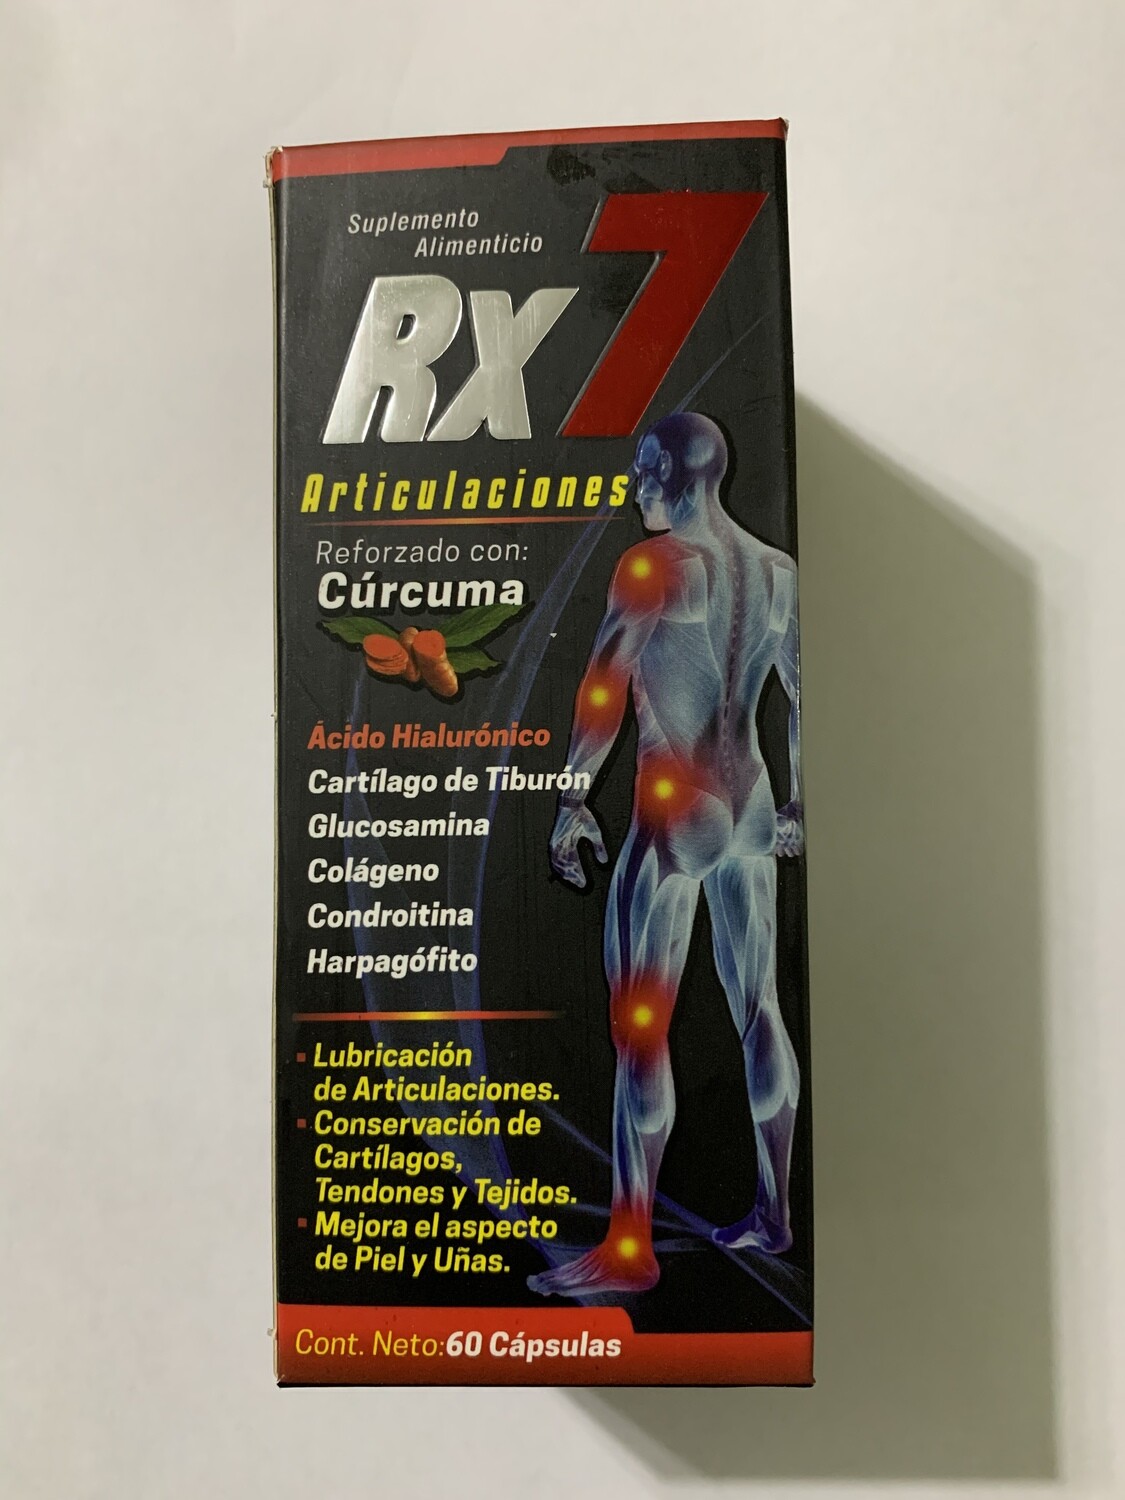 Suplemento
Alimenticio
RX7
Articulaciones
Reforzado con:
Cúrcuma
Ácido Hialurónico
Cartílago de Tiburón
Glucosamina
Colágeno
Condroitina
Harpagófito
▪ Lubricación
de Articulaciones.
▪ Conservación de
Cartílagos,
Tendones y Tejidos.
▪ Mejora el aspecto
de Piel y Uñas.
Cont. Neto:60 Cápsulas